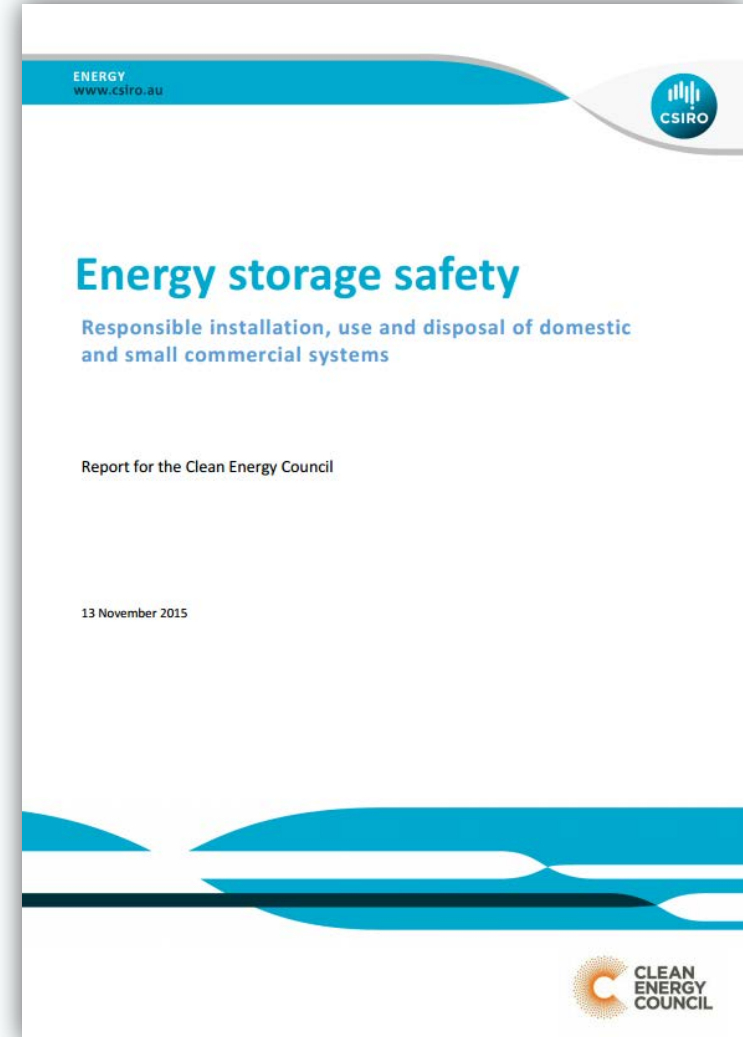 ENERGY
www.csiro.au
CSIRO
Energy storage safety
Responsible installation, use and disposal of domestic
and small commercial systems
Report for the Clean Energy Council
13 November 2015
CLEAN
ENERGY
COUNCIL